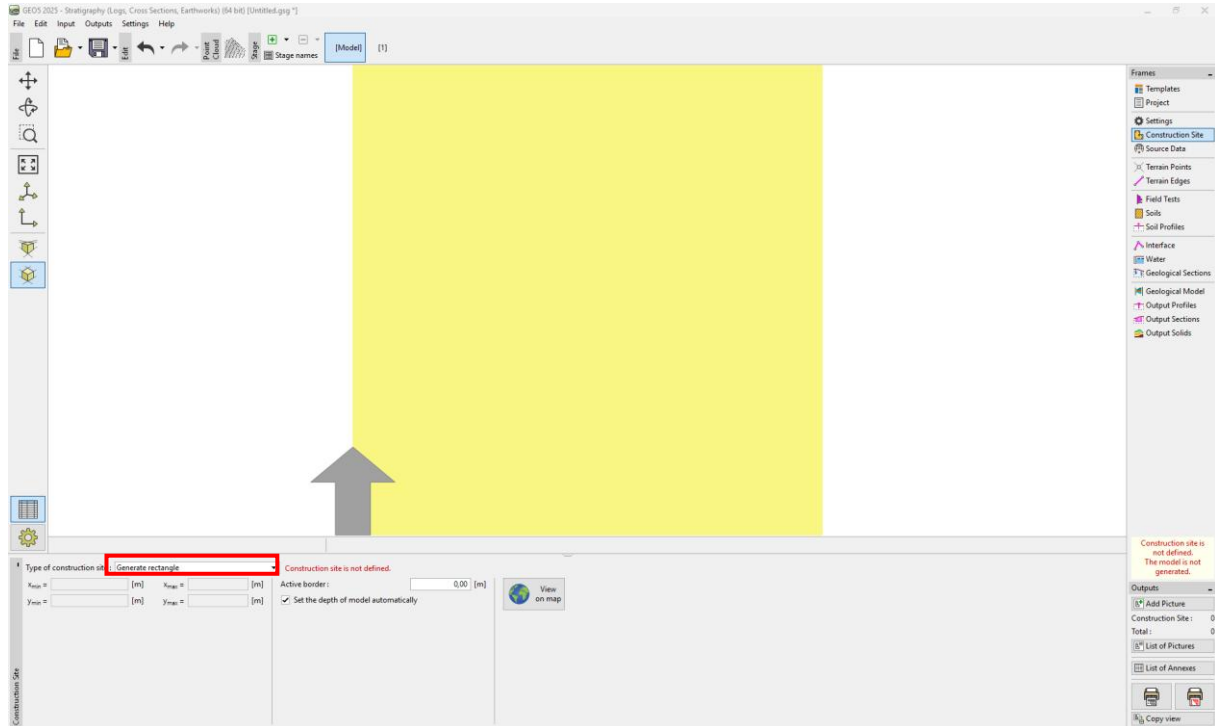 GEO5 2025 - Stratigraphy (Logs, Cross Sections, Earthworks) (64 bit) [Untitled.gsg *]
File Edit Input Outputs Settings Help
File
Edit
Point Cloud
Stage
Stage names
[Model]
[1]
Frames
Templates
Project
Settings
Construction Site
Source Data
Terrain Points
Terrain Edges
Field Tests
Soils
Soil Profiles
Interface
Water
Geological Sections
Geological Model
Output Profiles
Output Sections
Output Solids
Construction site is
not defined.
The model is not
generated.
Outputs
Add Picture
Construction Site : 0
Total : 0
List of Pictures
List of Annexes
Copy view
Construction Site
Type of construction site : Generate rectangle
Construction site is not defined.
xmin = [m] xmax = [m]
Active border : 0,00 [m]
ymin = [m] ymax = [m]
Set the depth of model automatically
View
on map